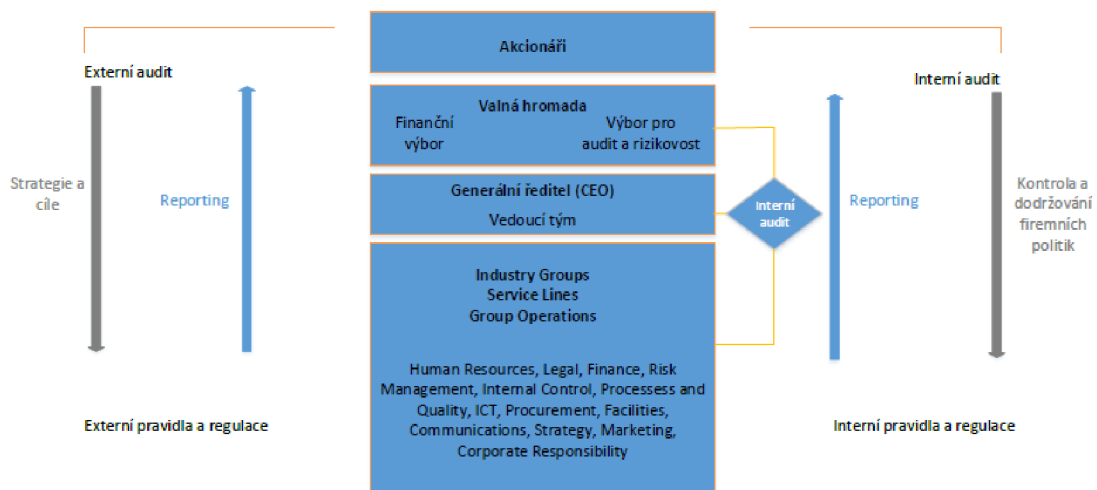 Akcionáři
Externí audit
Interní audit
Valná hromada
Finanční
výbor
Výbor pro
audit a rizikovost
Strategie a
cíle
Reporting
Generální ředitel (CEO)
Vedoucí tým
Interní
audit
Reporting
Kontrola a
dodržování
firemních
politik
Industry Groups
Service Lines
Group Operations
Human Resources, Legal, Finance, Risk
Management, Internal Control, Processess and
Quality, ICT, Procurement, Facilities,
Communications, Strategy, Marketing,
Corporate Responsibility
Externí pravidla a regulace
Interní pravidla a regulace